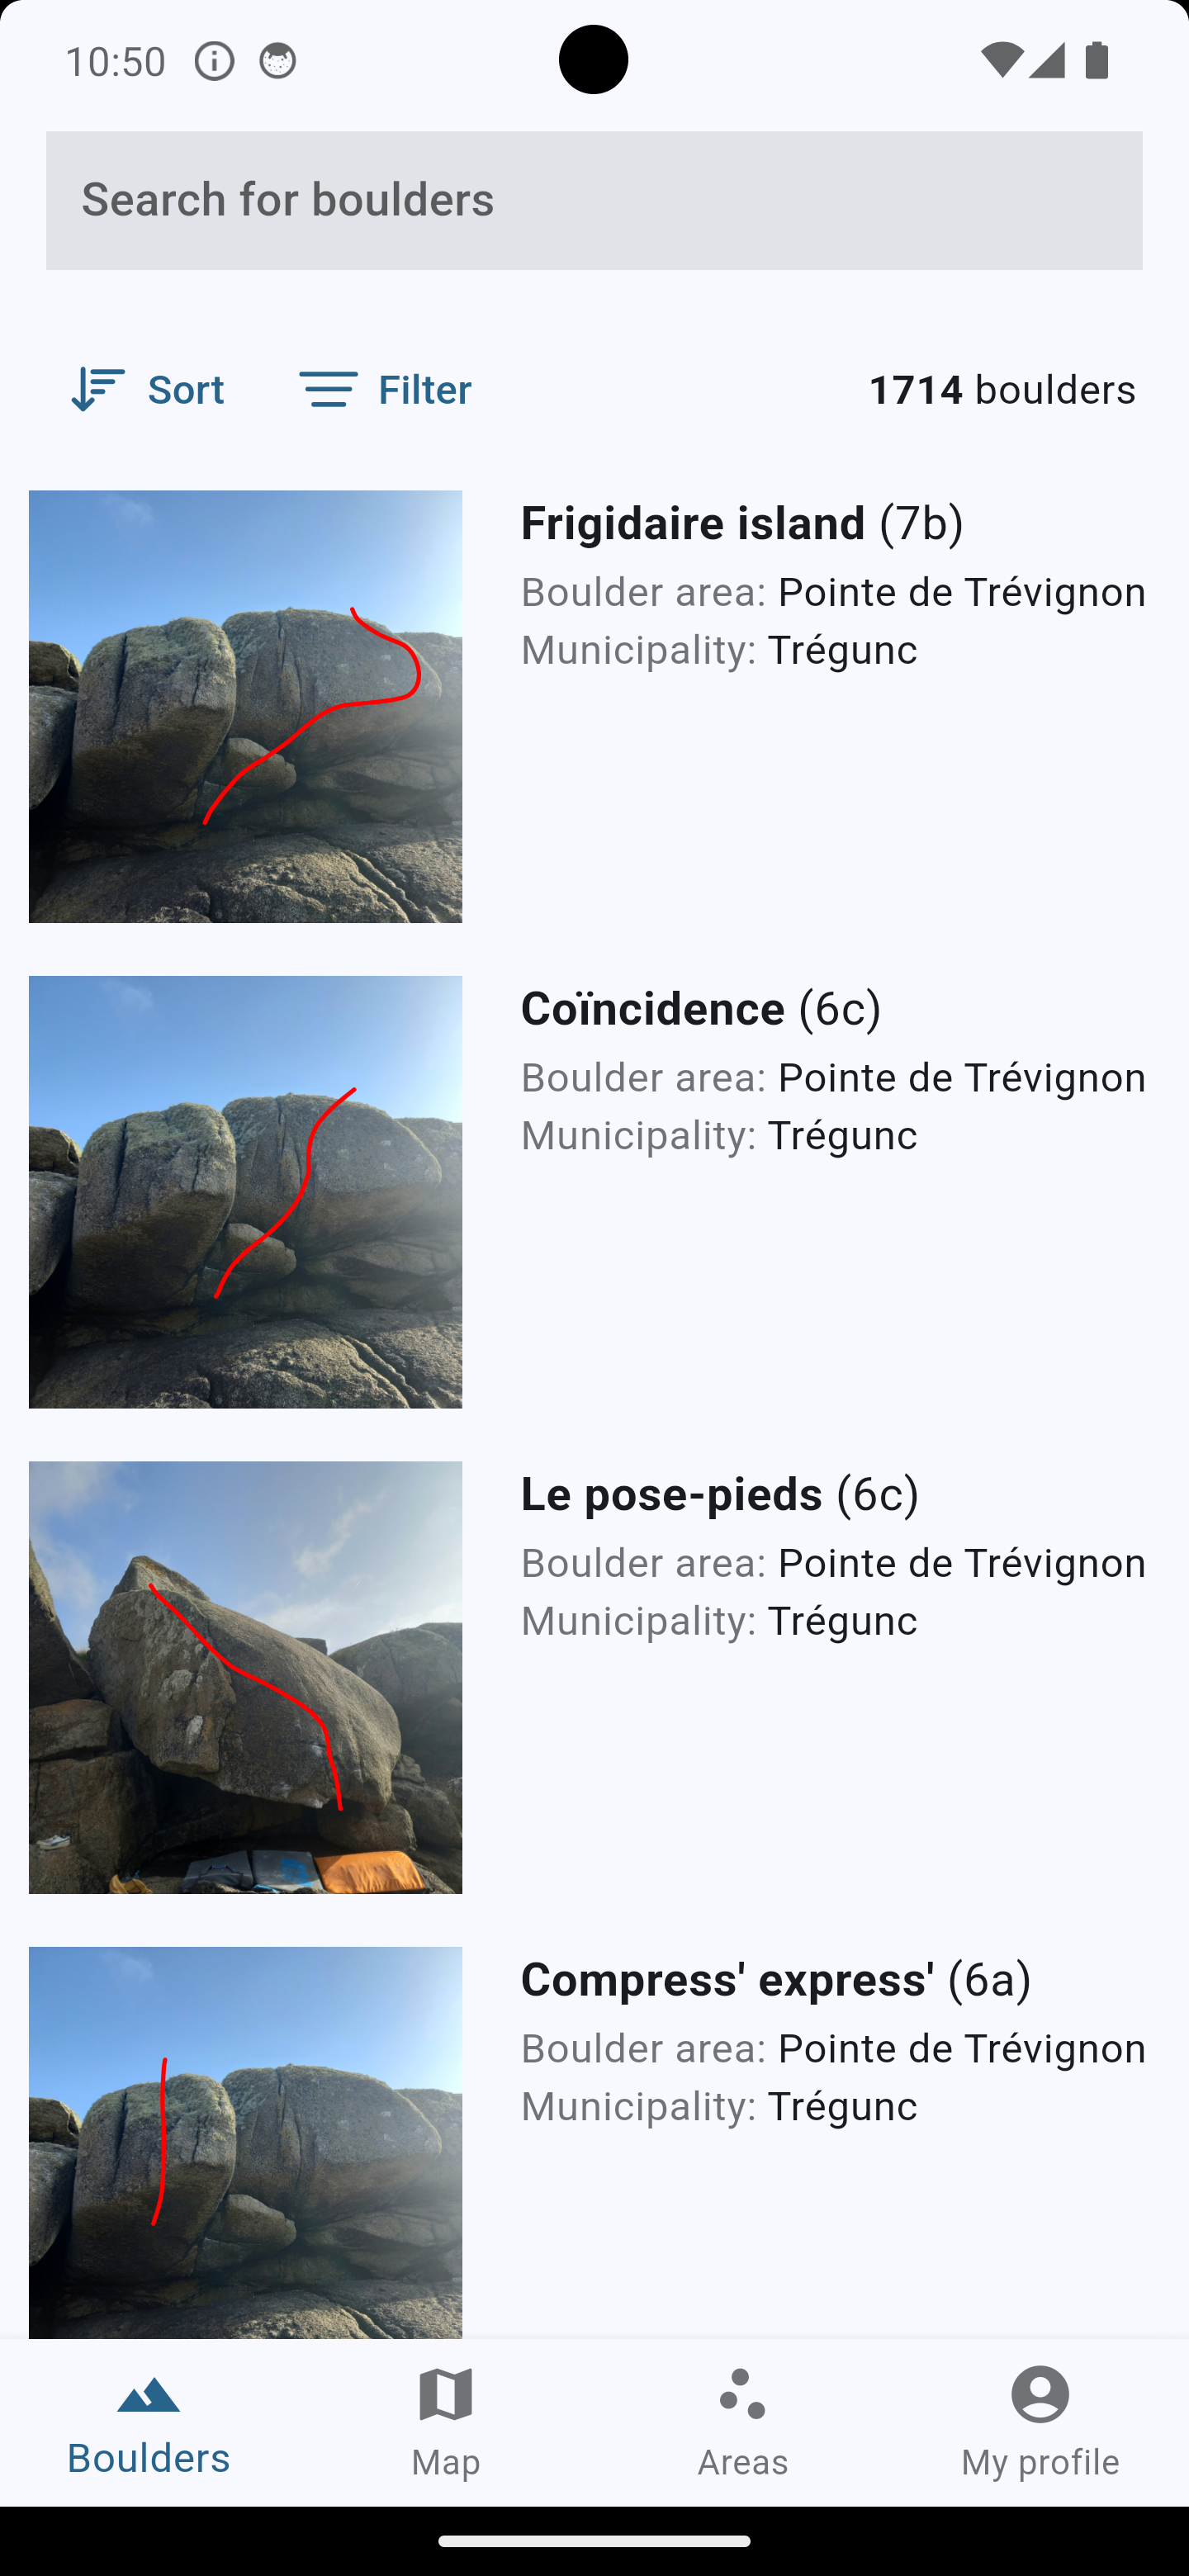 10:50
Search for boulders
Sort
Filter
1714 boulders
Frigidaire island (7b)
Boulder area: Pointe de Trévignon
Municipality: Trégunc
Coïncidence (6c)
Boulder area: Pointe de Trévignon
Municipality: Trégunc
Le pose-pieds (6c)
Boulder area: Pointe de Trévignon
Municipality: Trégunc
Compress' express' (6a)
Boulder area: Pointe de Trévignon
Municipality: Trégunc
Boulders
Map
Areas
My profile